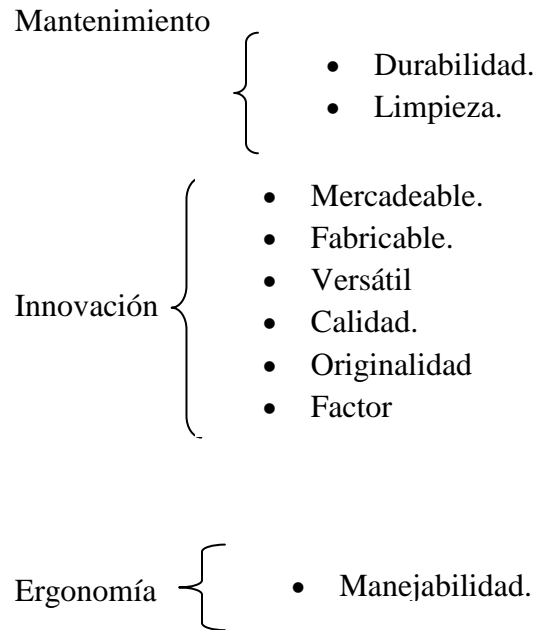 Mantenimiento
• Durabilidad.
• Limpieza.
Innovación
• Mercadeable.
• Fabricable.
• Versátil
• Calidad.
• Originalidad
• Factor
Ergonomía
• Manejabilidad.